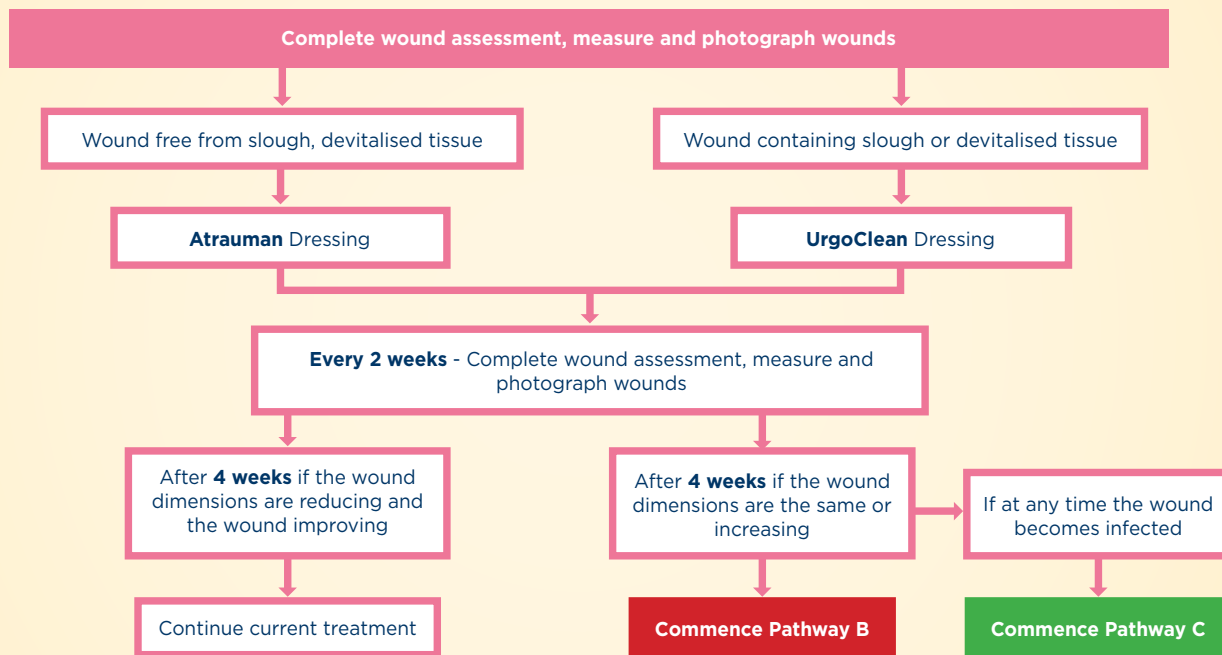 Complete wound assessment, measure and photograph wounds
Wound free from slough, devitalised tissue
Wound containing slough or devitalised tissue
Atrauman Dressing
UrgoClean Dressing
Every 2 weeks - Complete wound assessment, measure and
photograph wounds
After 4 weeks if the wound
dimensions are reducing and
the wound improving
After 4 weeks if the wound
dimensions are the same or
increasing
If at any time the wound
becomes infected
Continue current treatment
Commence Pathway B
Commence Pathway C